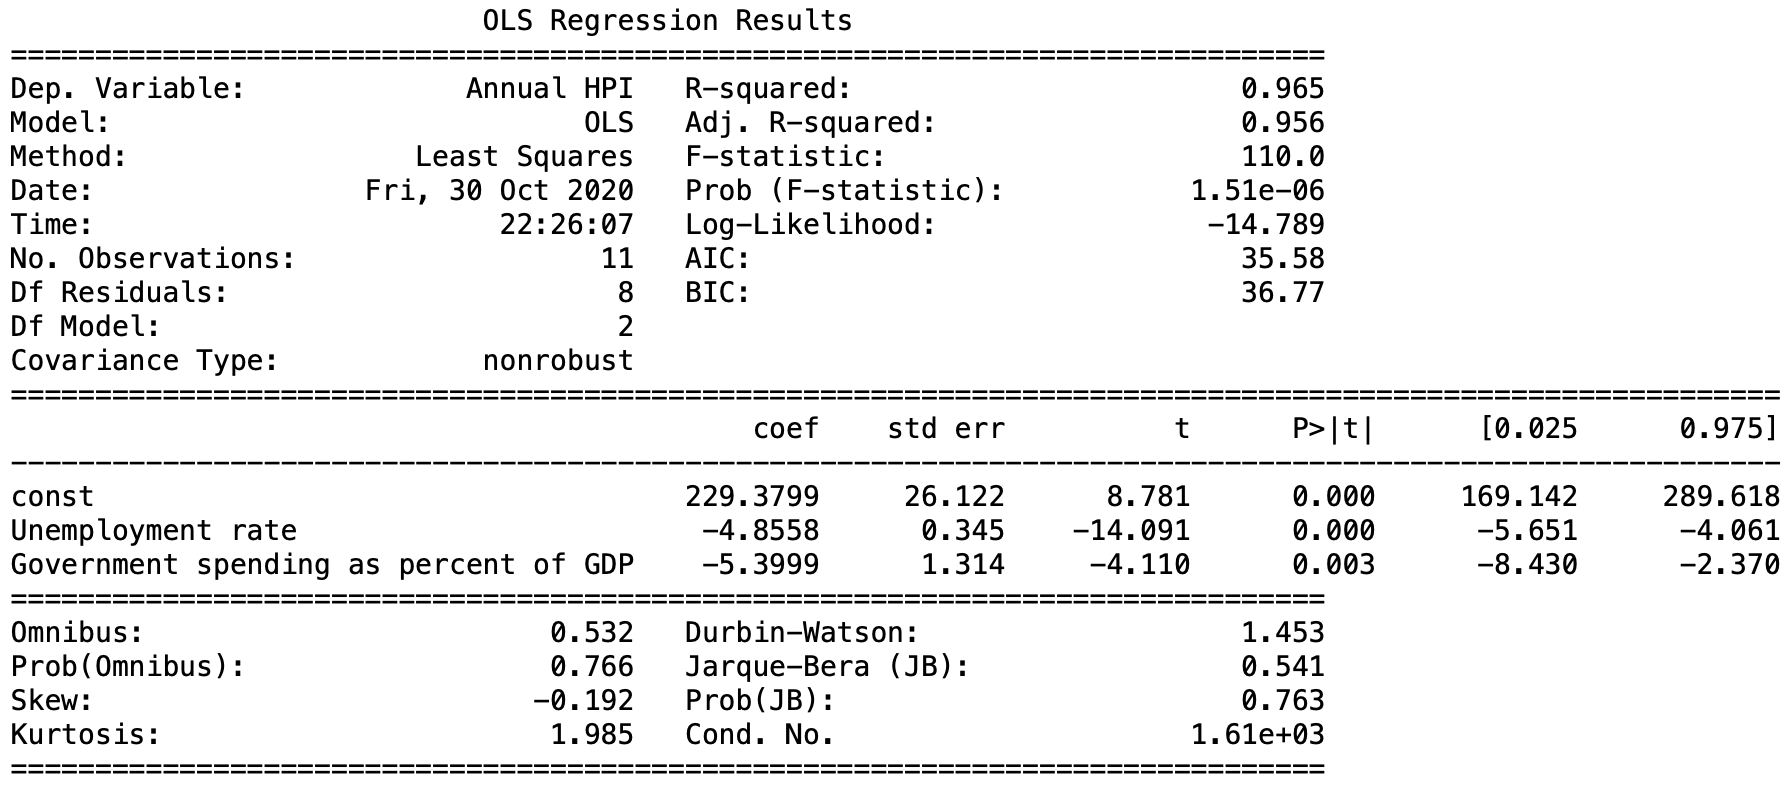 OLS Regression Results
==============================================================================
Dep. Variable:             Annual HPI   R-squared:                       0.965
Model:                            OLS   Adj. R-squared:                  0.956
Method:                 Least Squares   F-statistic:                     110.0
Date:                Fri, 30 Oct 2020   Prob (F-statistic):           1.51e-06
Time:                        22:26:07   Log-Likelihood:                -14.789
No. Observations:                  11   AIC:                             35.58
Df Residuals:                       8   BIC:                             36.77
Df Model:                           2
Covariance Type:            nonrobust
=========================================================================================================
                                            coef    std err          t      P>|t|      [0.025      0.975]
---------------------------------------------------------------------------------------------------------
const                                   229.3799     26.122      8.781      0.000     169.142     289.618
Unemployment rate                        -4.8558      0.345    -14.091      0.000      -5.651      -4.061
Government spending as percent of GDP    -5.3999      1.314     -4.110      0.003      -8.430      -2.370
==============================================================================
Omnibus:                        0.532   Durbin-Watson:                   1.453
Prob(Omnibus):                  0.766   Jarque-Bera (JB):                0.541
Skew:                          -0.192   Prob(JB):                        0.763
Kurtosis:                       1.985   Cond. No.                     1.61e+03
==============================================================================